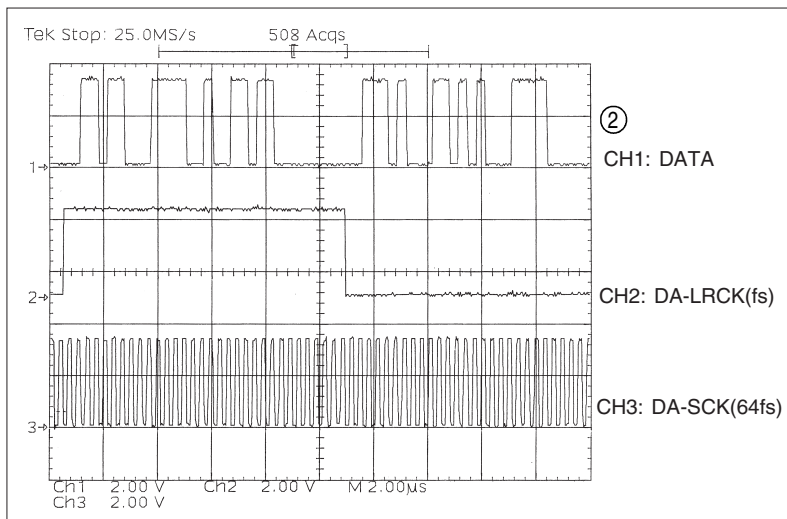 Tek Stop: 25.0MS/s 508 Acqs
②
CH1: DATA
1
CH2: DA-LRCK(fs)
2
CH3: DA-SCK(64fs)
3
Ch1 2.00 V Ch2 2.00 V M 2.00µs
Ch3 2.00 V